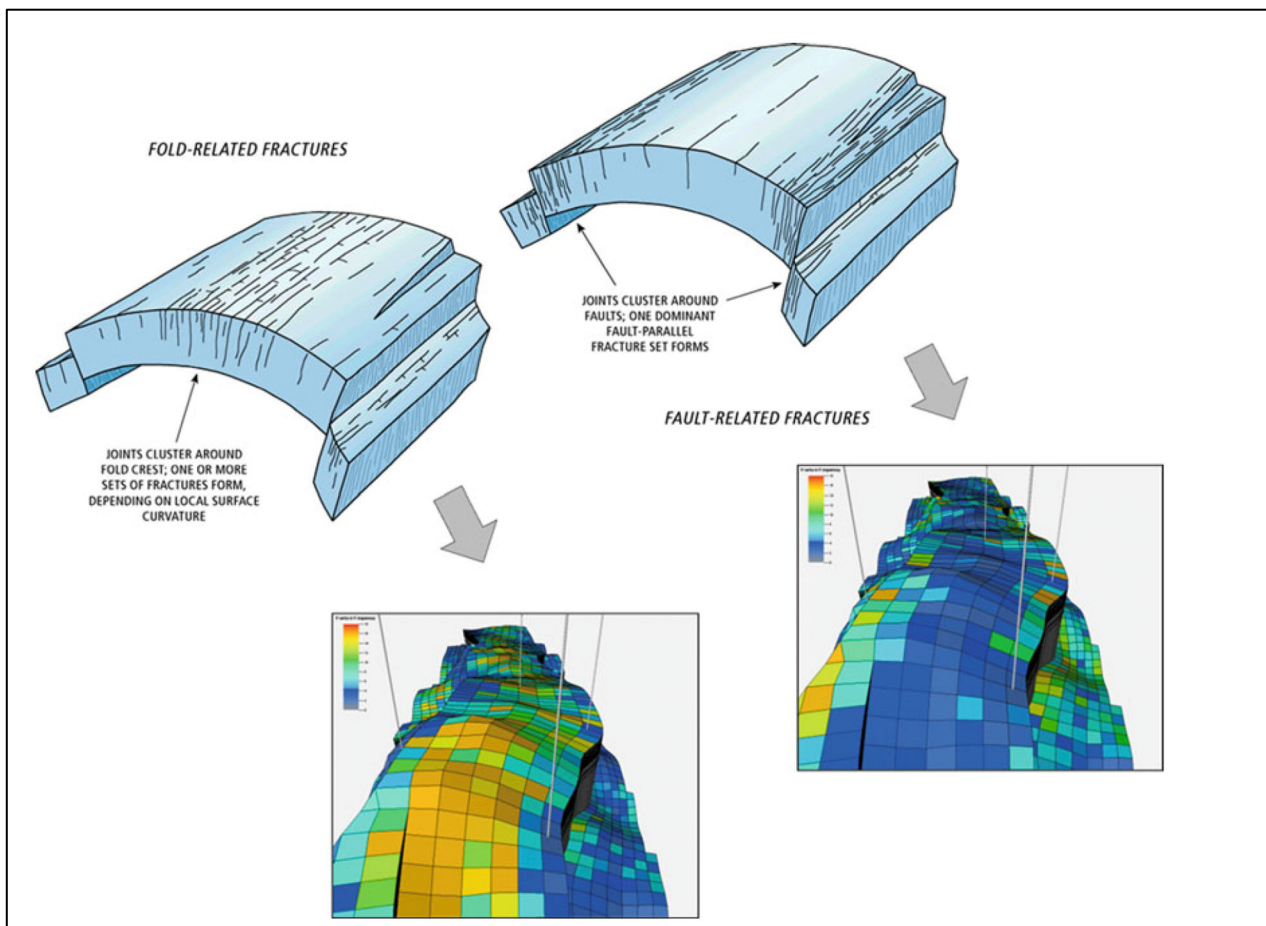 FOLD-RELATED FRACTURES
JOINTS CLUSTER AROUND
FAULTS; ONE DOMINANT
FAULT-PARALLEL
FRACTURE SET FORMS
FAULT-RELATED FRACTURES
JOINTS CLUSTER AROUND
FOLD CREST; ONE OR MORE
SETS OF FRACTURES FORM,
DEPENDING ON LOCAL SURFACE
CURVATURE